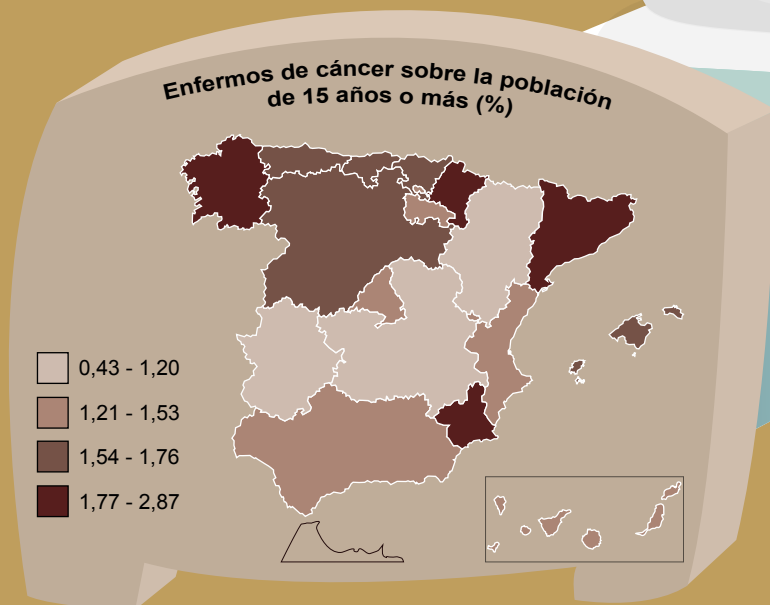 Enfermos de cáncer sobre la población
de 15 años o más (%)
0,43 - 1,20
1,21 - 1,53
1,54 - 1,76
1,77 - 2,87